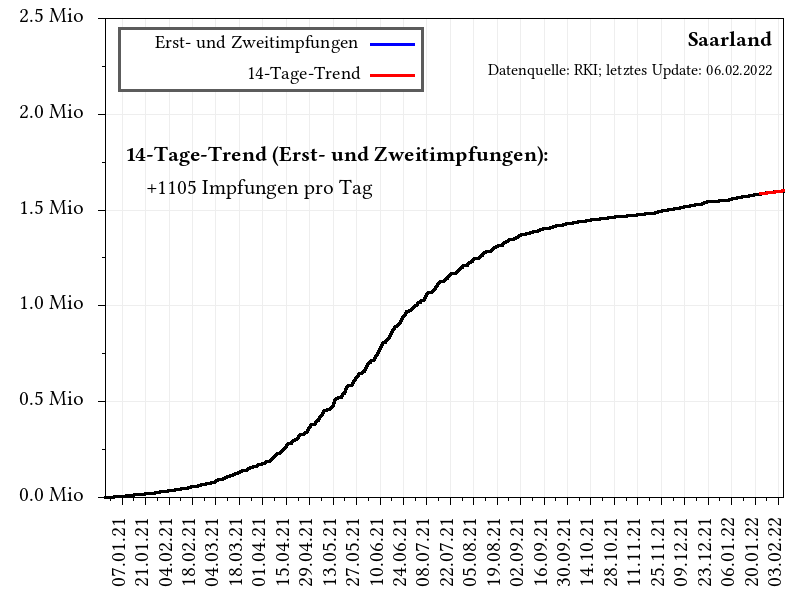 2.5 Mio
2.0 Mio
1.5 Mio
1.0 Mio
0.5 Mio
0.0 Mio
Erst- und Zweitimpfungen
14-Tage-Trend
Saarland
Datenquelle: RKI; letztes Update: 06.02.2022
14-Tage-Trend (Erst- und Zweitimpfungen):
+1105 Impfungen pro Tag
07.01.21
21.01.21
04.02.21
18.02.21
04.03.21
18.03.21
01.04.21
15.04.21
29.04.21
13.05.21
27.05.21
10.06.21
24.06.21
08.07.21
22.07.21
05.08.21
19.08.21
02.09.21
16.09.21
30.09.21
14.10.21
28.10.21
11.11.21
25.11.21
09.12.21
23.12.21
06.01.22
20.01.22
03.02.22